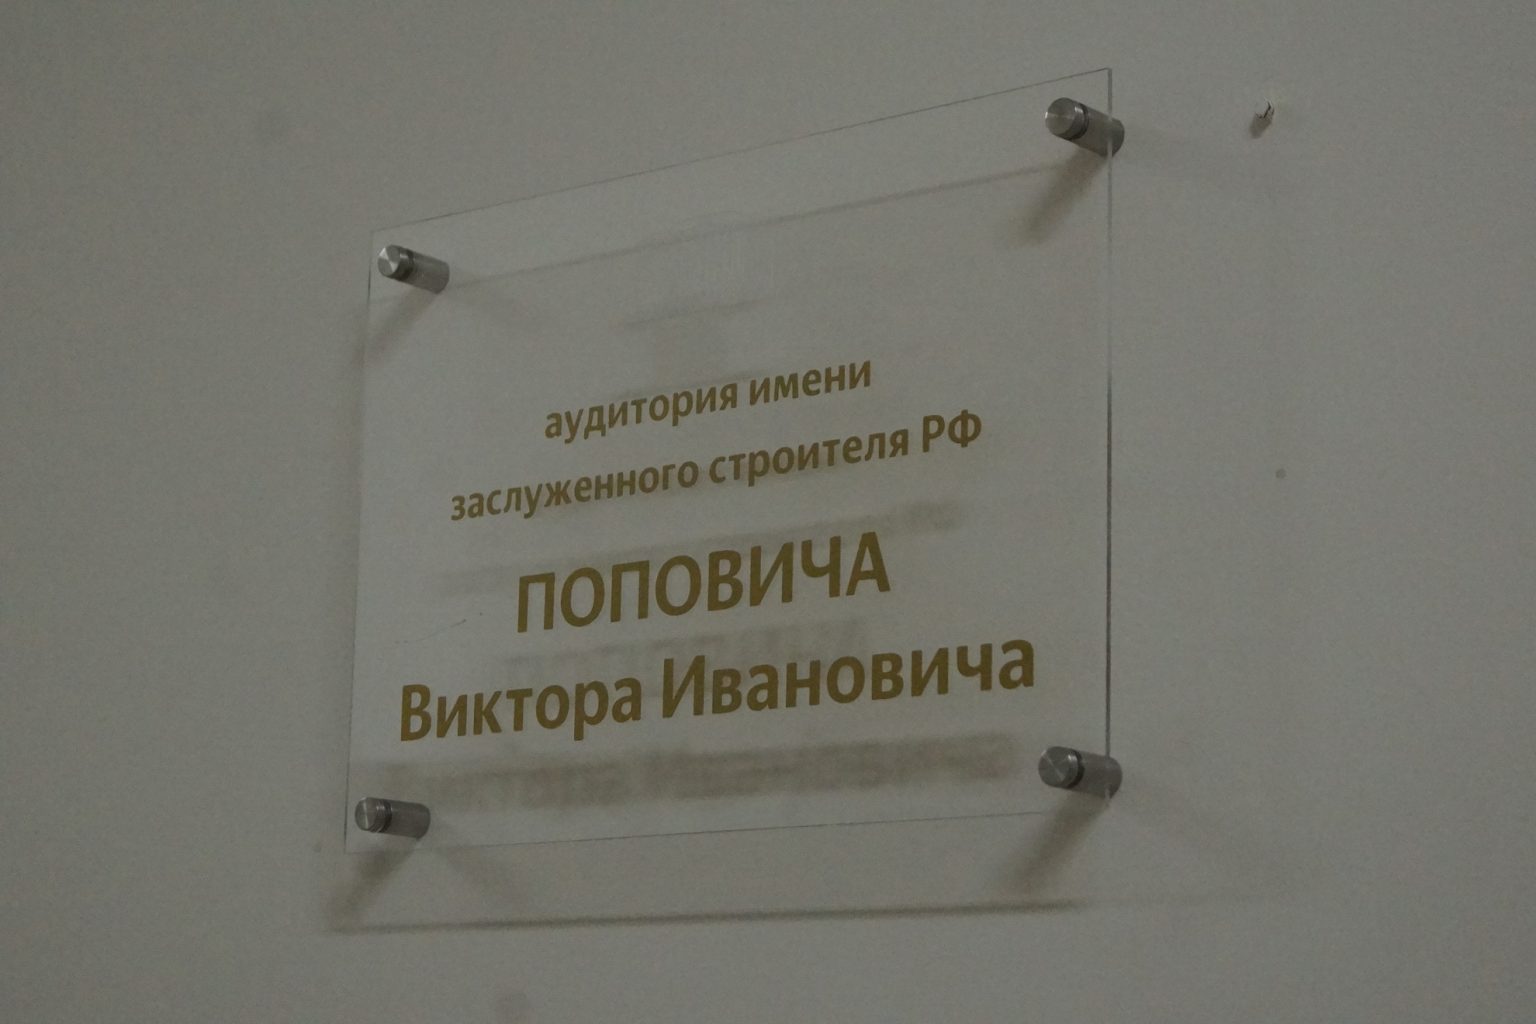 аудитория имени
заслуженного строителя РФ
ПОПОВИЧА
Виктора Ивановича